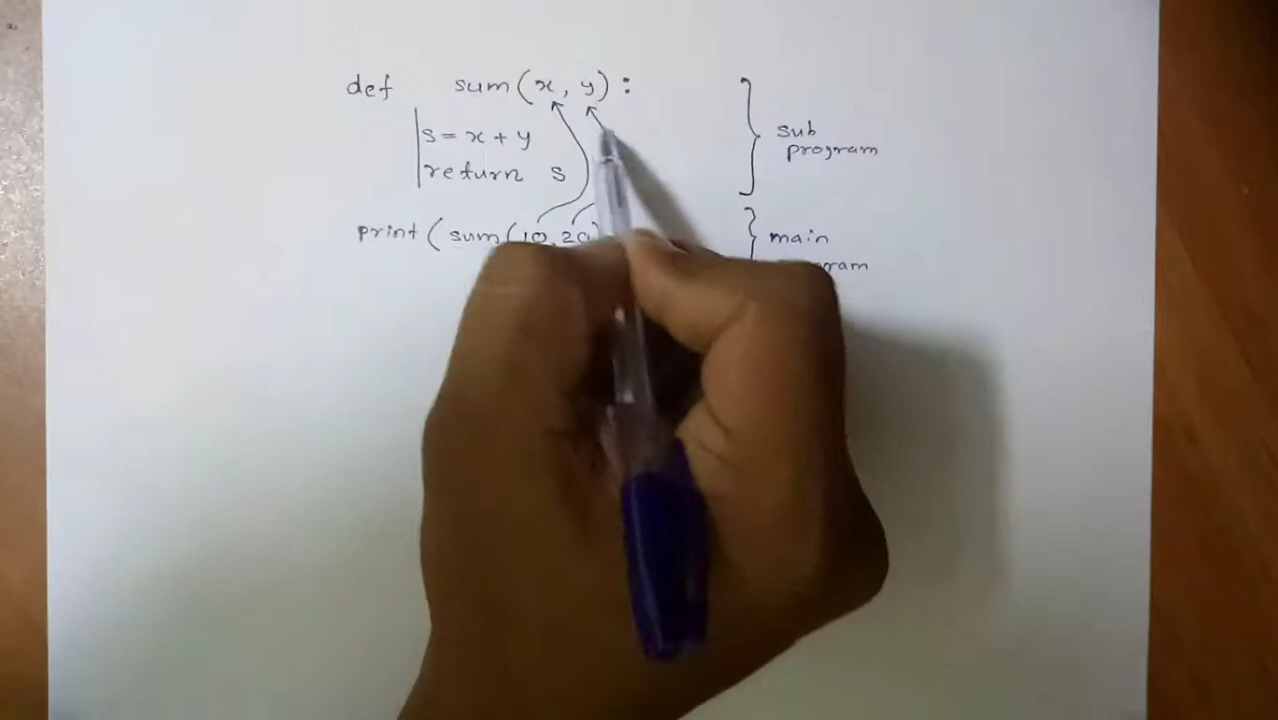 def sum(x, y):
s = x + y
return s
sub
program
print (sum(10,20)
main